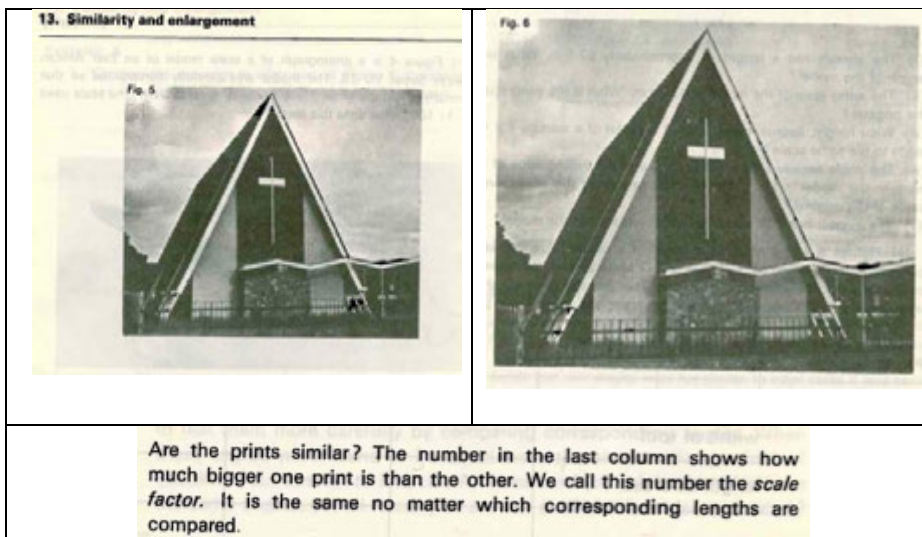 13. Similarity and enlargement
Fig. 5
Fig. 6
Are the prints similar? The number in the last column shows how
much bigger one print is than the other. We call this number the scale
factor. It is the same no matter which corresponding lengths are
compared.